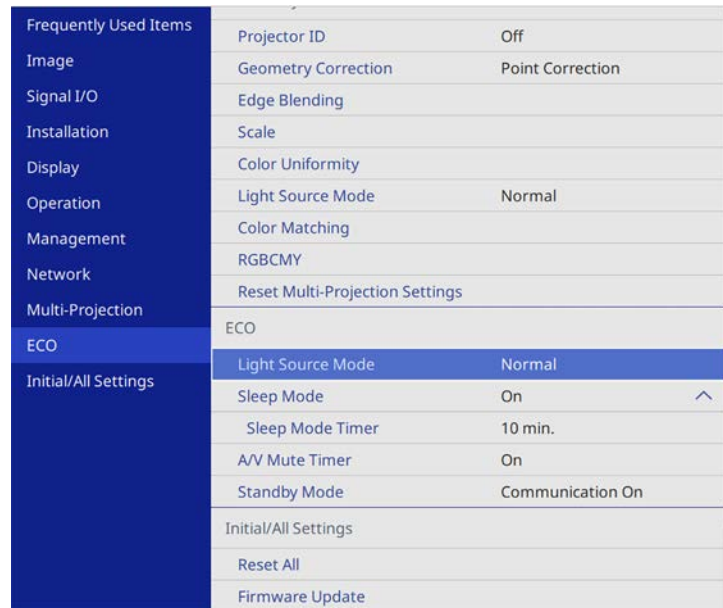 Frequently Used Items
Image
Signal I/O
Installation
Display
Operation
Management
Network
Multi-Projection
ECO
Initial/All Settings
Projector ID Off
Geometry Correction Point Correction
Edge Blending
Scale
Color Uniformity
Light Source Mode Normal
Color Matching
RGBCMY
Reset Multi-Projection Settings
ECO
Light Source Mode Normal
Sleep Mode On
Sleep Mode Timer 10 min.
A/V Mute Timer On
Standby Mode Communication On
Initial/All Settings
Reset All
Firmware Update